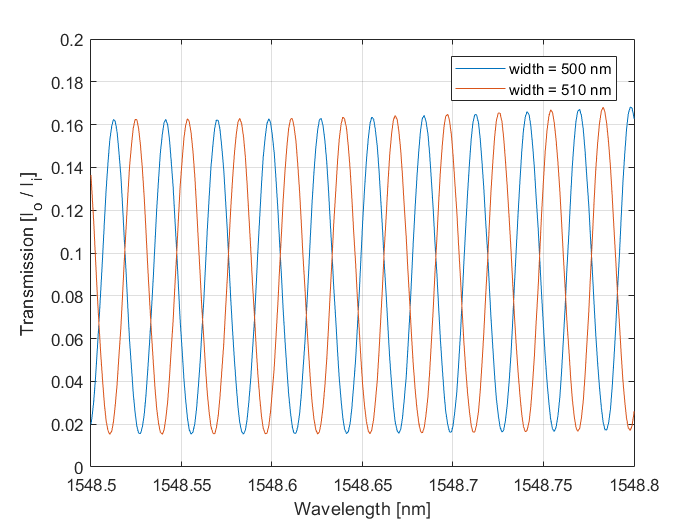 0.2
0.18
0.16
0.14
0.12
0.1
0.08
0.06
0.04
0.02
0
Transmission [I_o / I_i]
width = 500 nm
width = 510 nm
1548.5 1548.55 1548.6 1548.65 1548.7 1548.75 1548.8
Wavelength [nm]